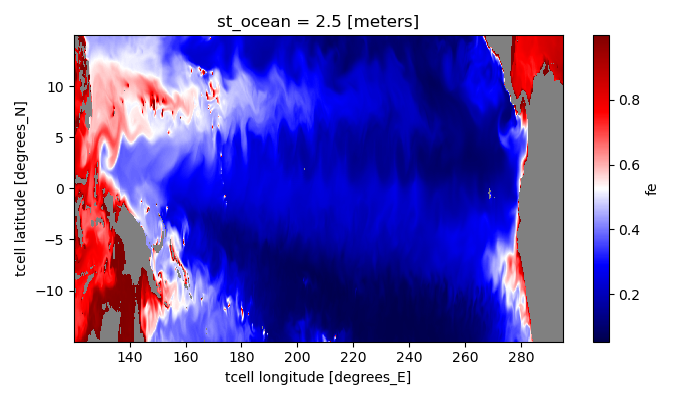 st_ocean = 2.5 [meters]
10
5
0
−5
−10
tcell latitude [degrees_N]
140 160 180 200 220 240 260 280
tcell longitude [degrees_E]
0.8
0.6
0.4
0.2
fe